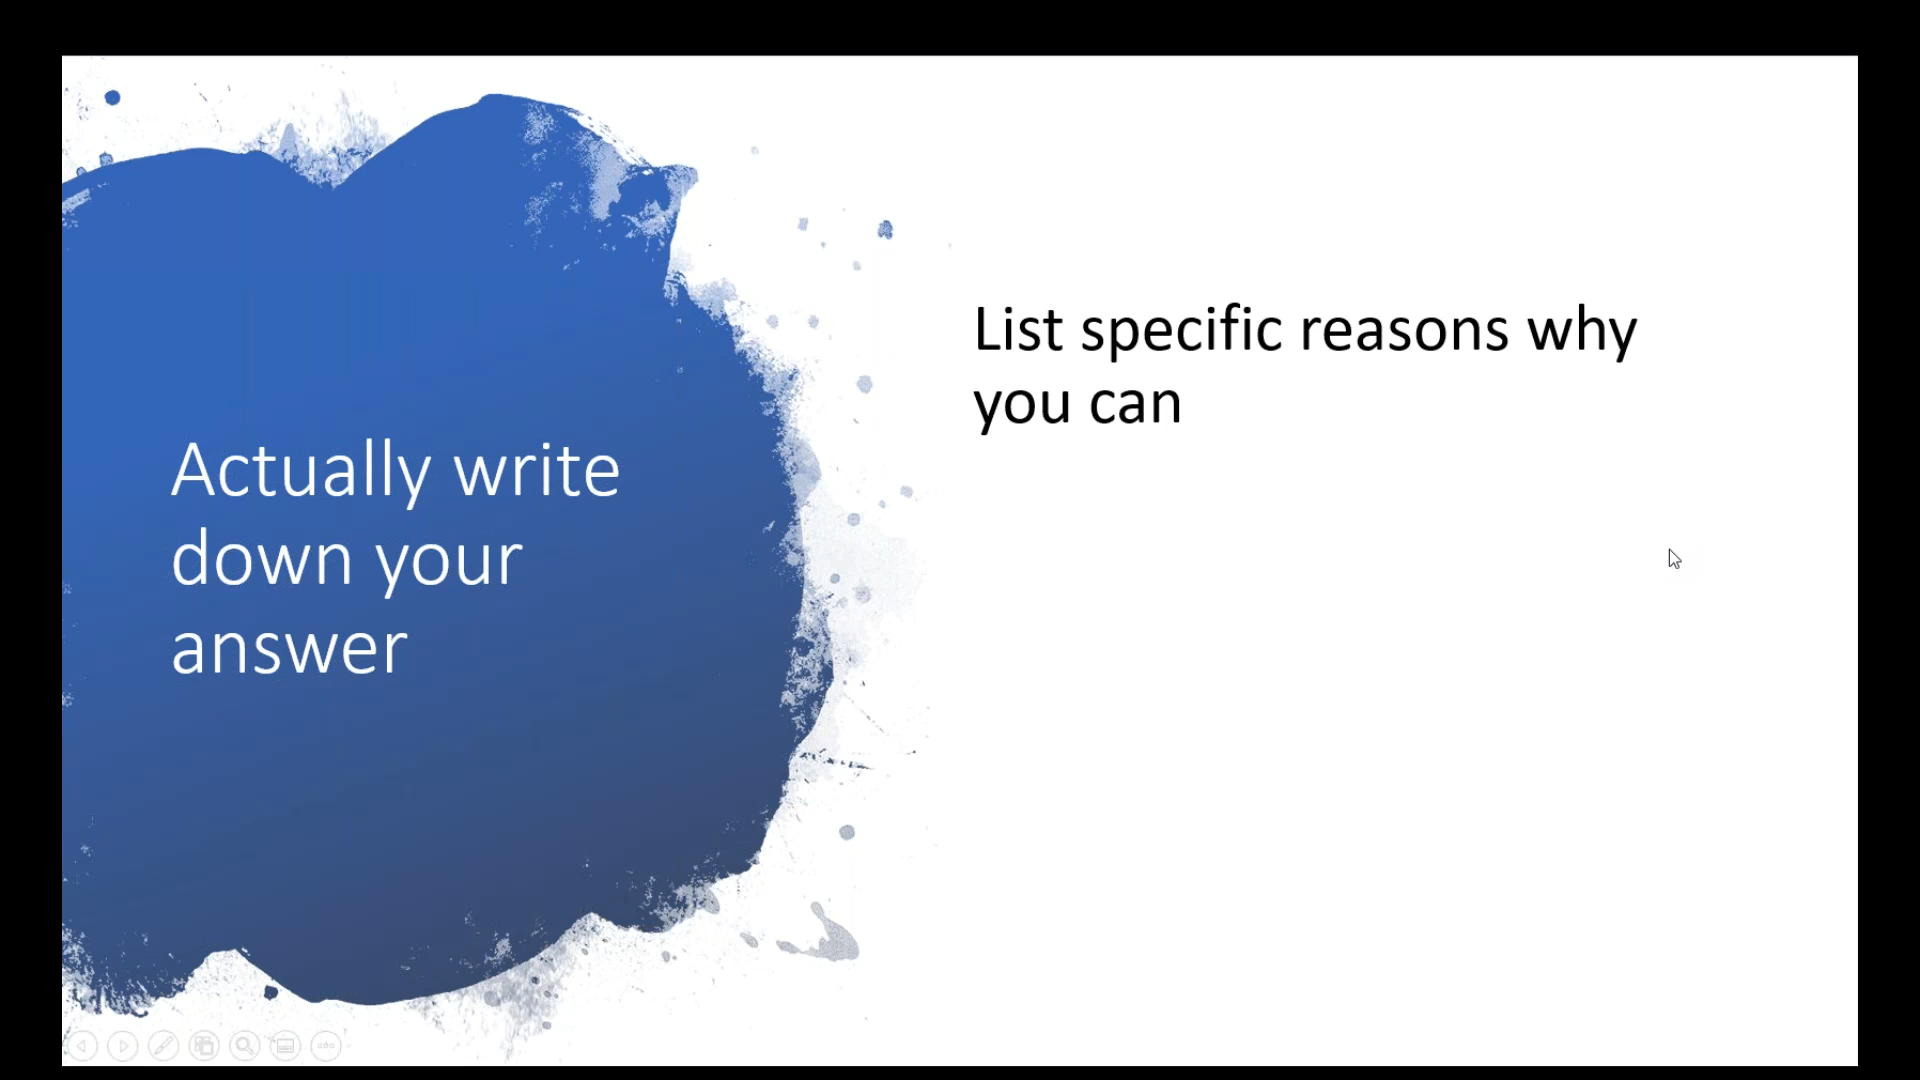 Actually write
down your
answer
List specific reasons why
you can